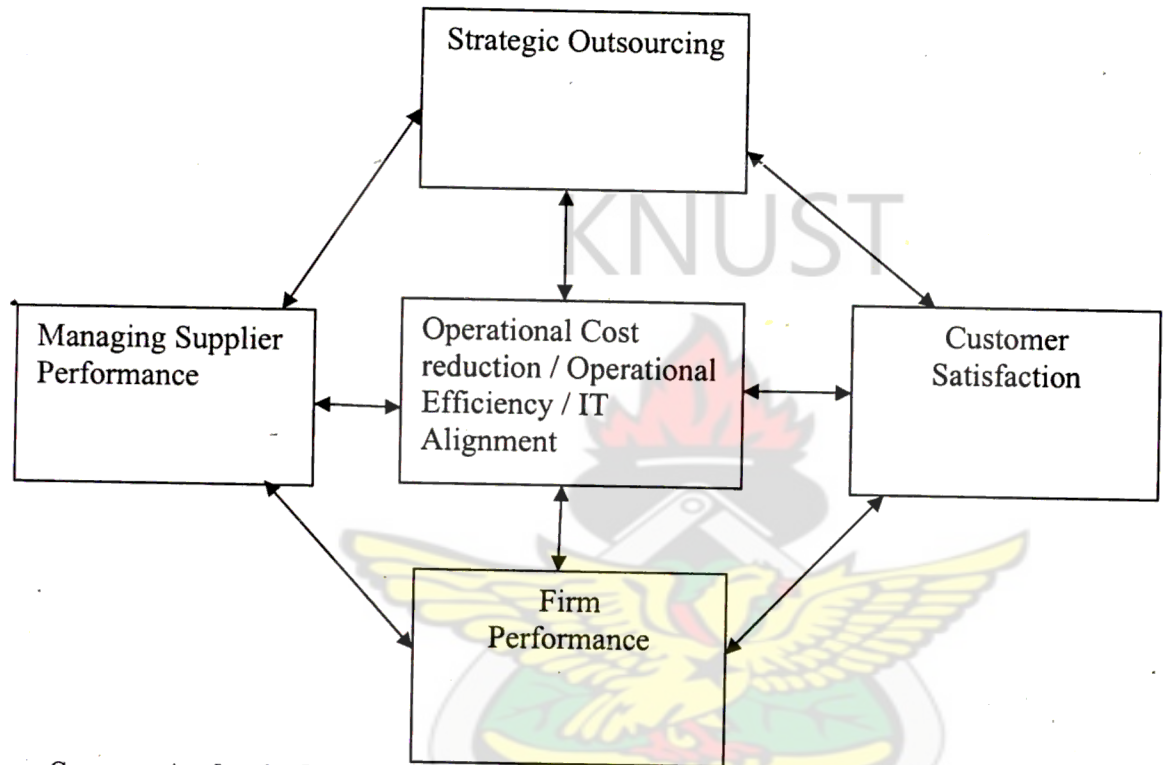 Strategic Outsourcing
KNUST
Managing Supplier
Performance
Operational Cost
reduction / Operational
Efficiency / IT
Alignment
Customer
Satisfaction
Firm
Performance